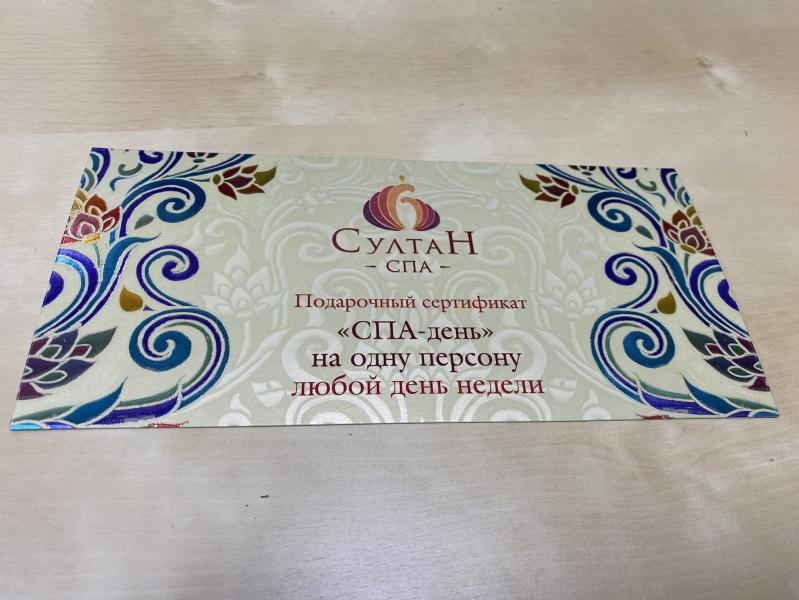 СултаН
- СПА -
Подарочный сертификат
«СПА-день»
на одну персону
любой день недели